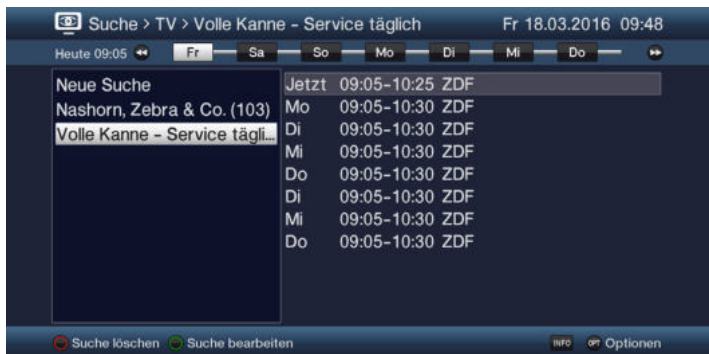 Suche > TV > Volle Kanne – Service täglich Fr 18.03.2016 09:48
Heute 09:05 Fr Sa So Mo Di Mi Do
Neue Suche
Nashorn, Zebra & Co. (103)
Volle Kanne – Service tägli...
Jetzt 09:05-10:25 ZDF
Mo 09:05-10:30 ZDF
Di 09:05-10:30 ZDF
Mi 09:05-10:30 ZDF
Do 09:05-10:30 ZDF
Di 09:05-10:30 ZDF
Mi 09:05-10:30 ZDF
Do 09:05-10:30 ZDF
Suche löschen Suche bearbeiten INFO OPT Optionen